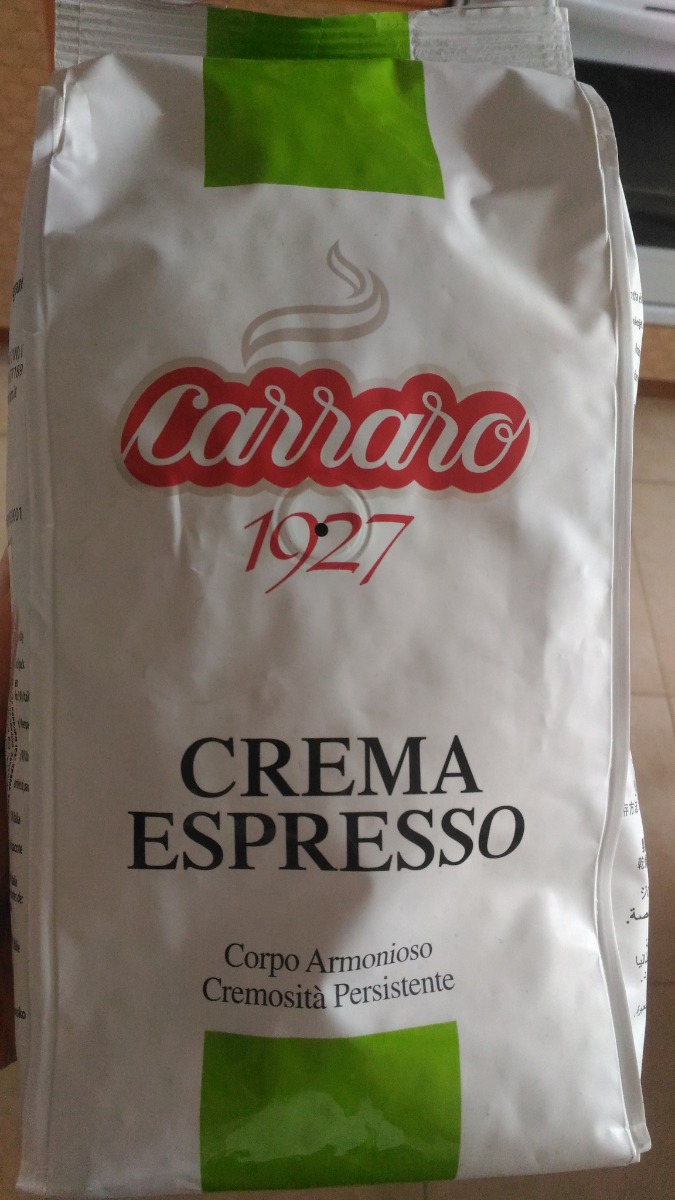 Carraro
1927
CREMA
ESPRESSO
Corpo Armonioso
Cremosità Persistente